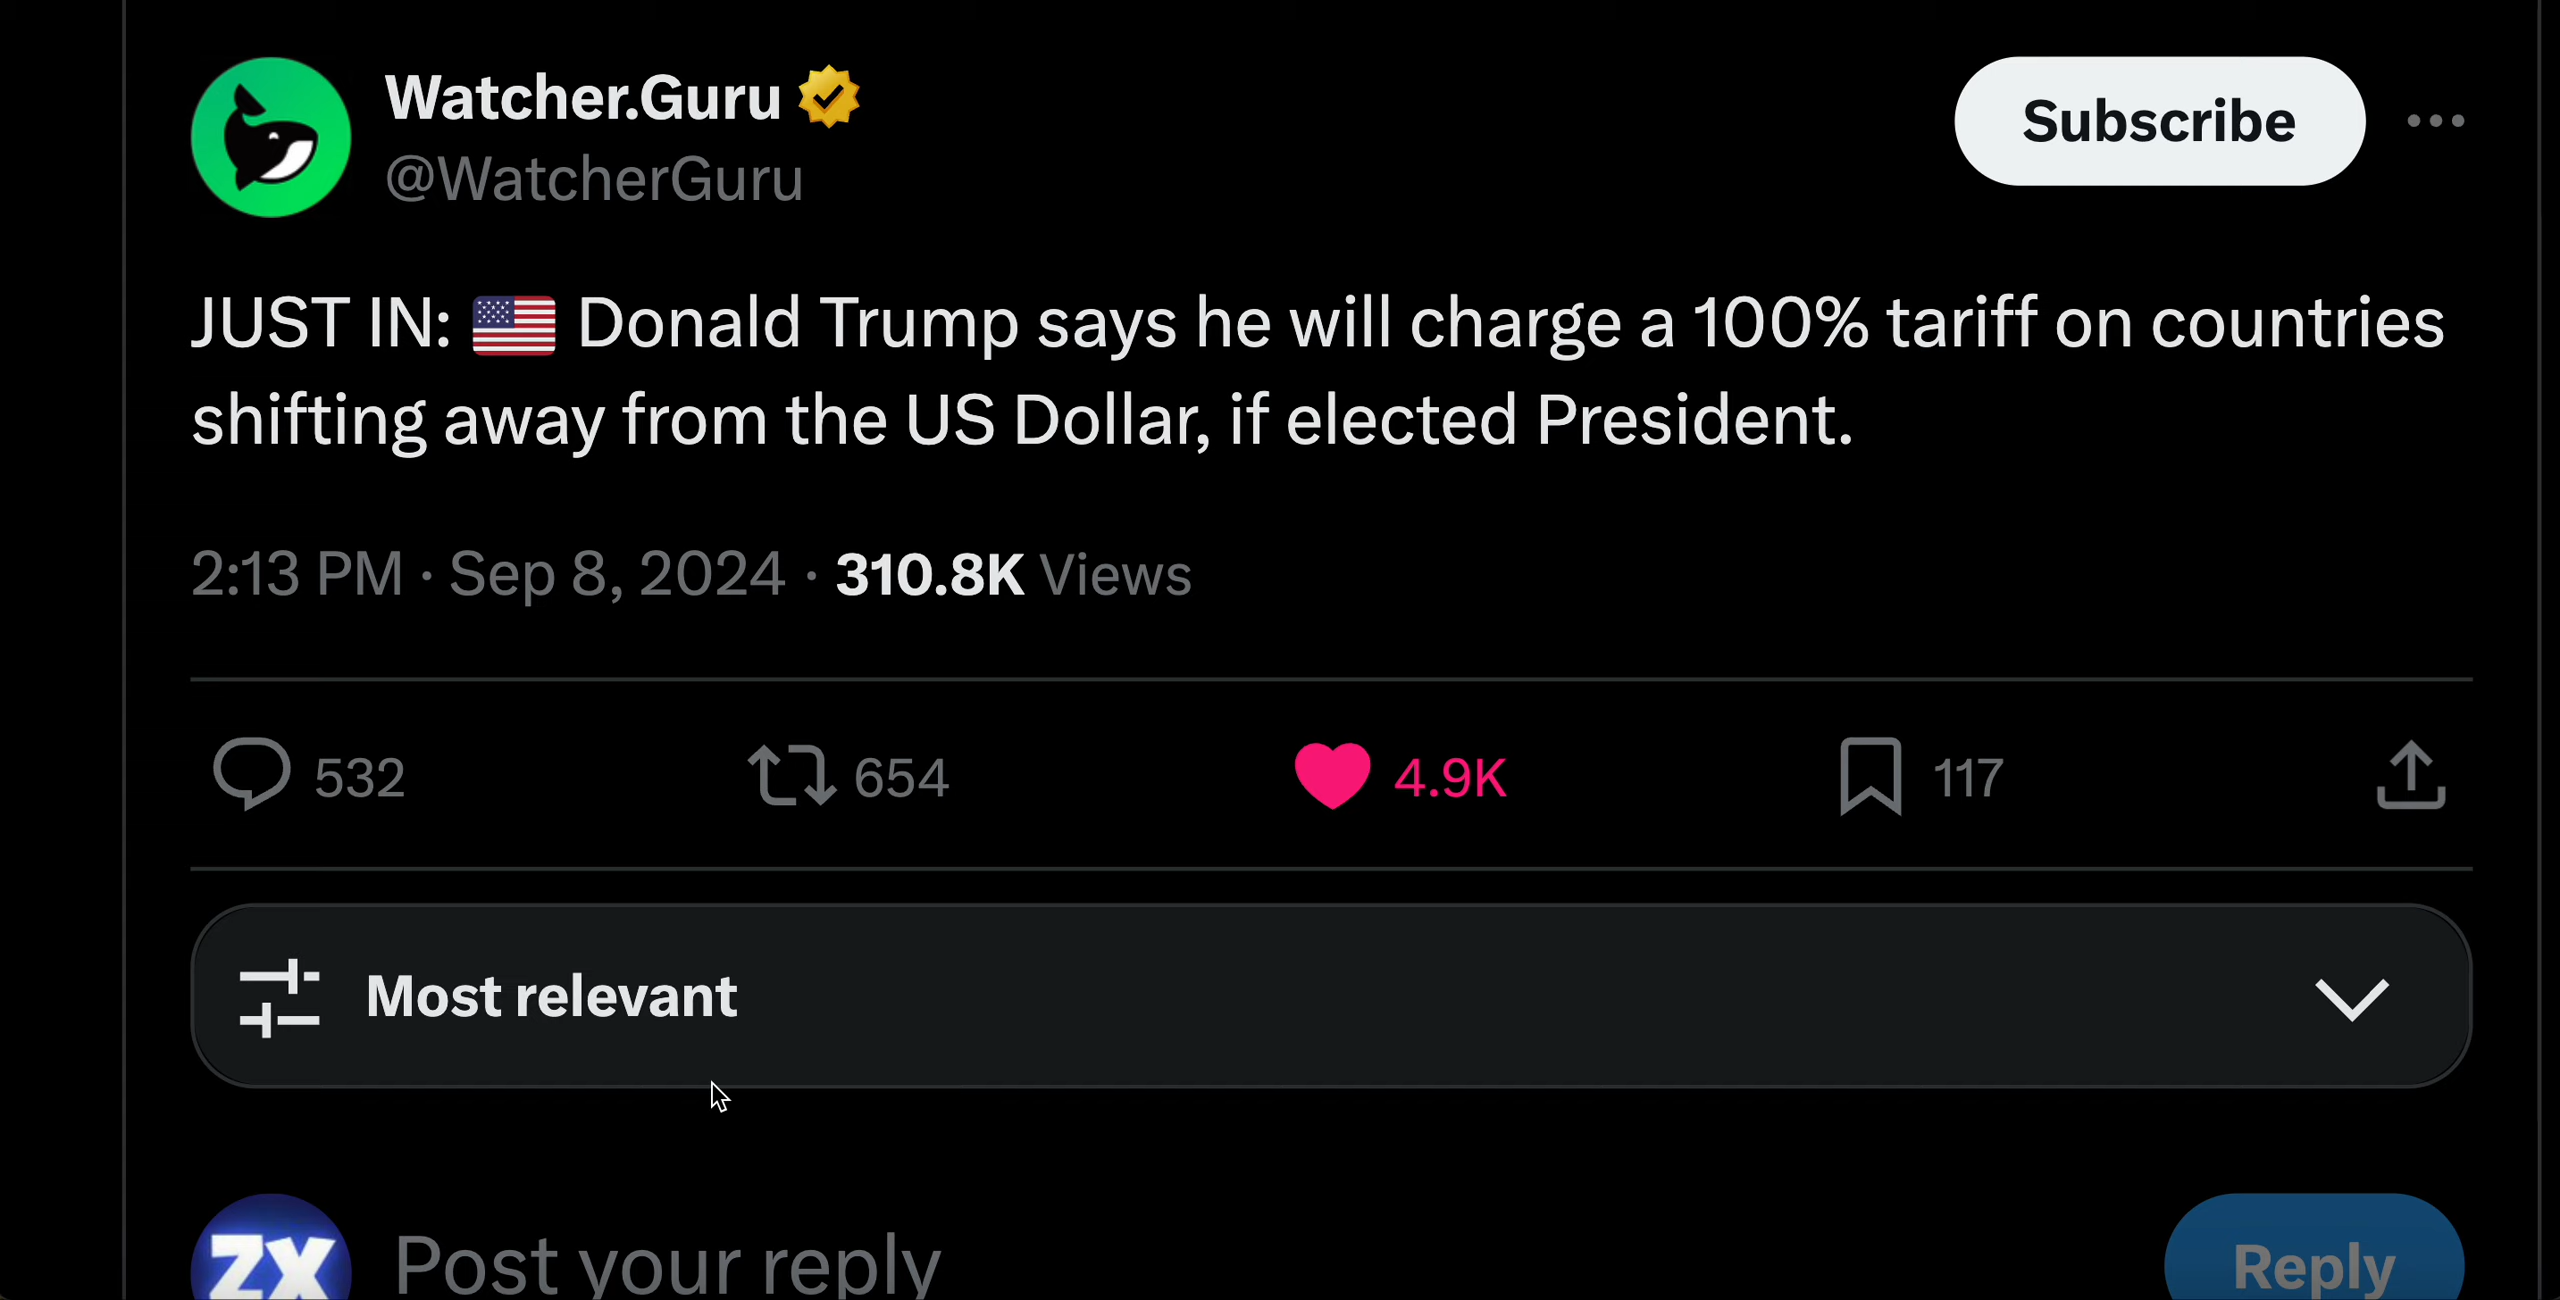 Watcher.Guru
Subscribe
@WatcherGuru
JUST IN: 🇺🇸 Donald Trump says he will charge a 100% tariff on countries
shifting away from the US Dollar, if elected President.
2:13 PM · Sep 8, 2024 · 310.8K Views
532 654 4.9K 117
Most relevant
ZX
Post your reply
Reply